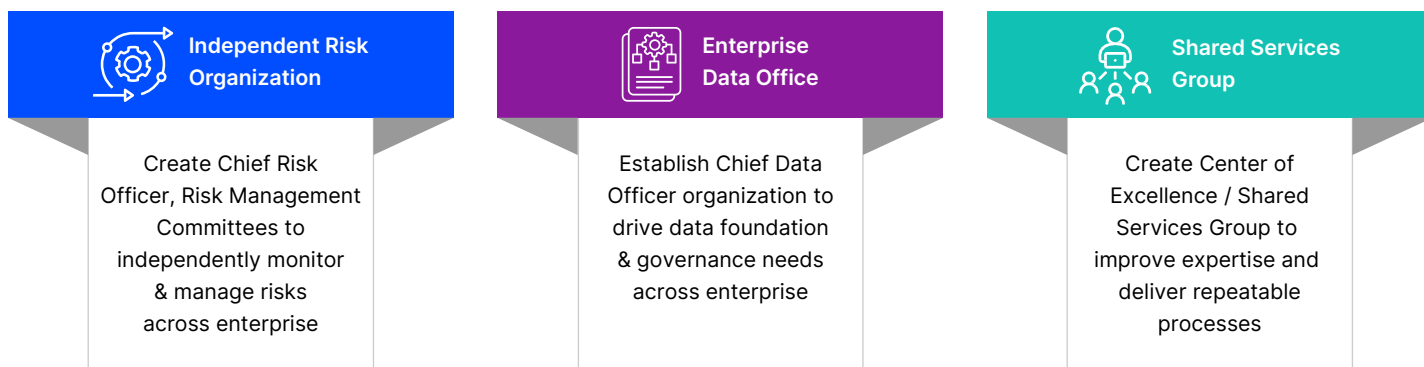 Independent Risk
Organization
Create Chief Risk
Officer, Risk Management
Committees to
independently monitor
& manage risks
across enterprise
Enterprise
Data Office
Establish Chief Data
Officer organization to
drive data foundation
& governance needs
across enterprise
Shared Services
Group
Create Center of
Excellence / Shared
Services Group to
improve expertise and
deliver repeatable
processes